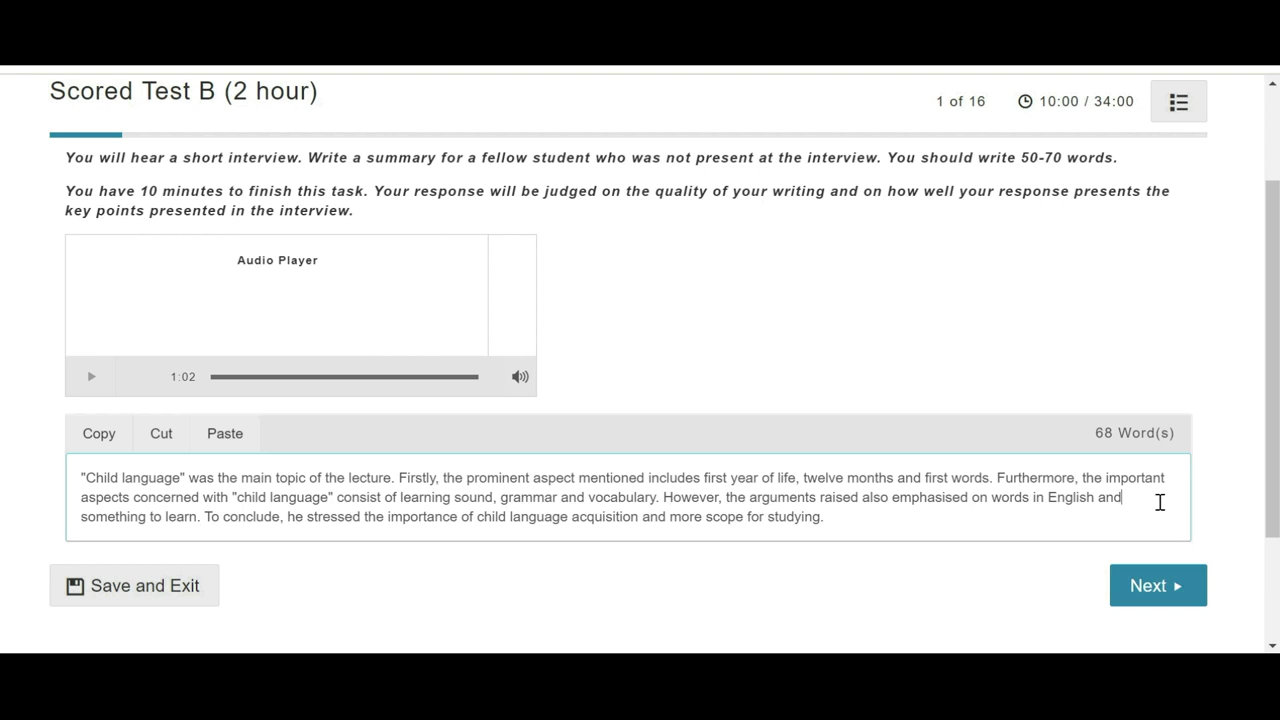 Scored Test B (2 hour)
1 of 16
10:00 / 34:00
You will hear a short interview. Write a summary for a fellow student who was not present at the interview. You should write 50-70 words.
You have 10 minutes to finish this task. Your response will be judged on the quality of your writing and on how well your response presents the
key points presented in the interview.
Audio Player
1:02
Copy
Cut
Paste
68 Word(s)
"Child language" was the main topic of the lecture. Firstly, the prominent aspect mentioned includes first year of life, twelve months and first words. Furthermore, the important
aspects concerned with "child language" consist of learning sound, grammar and vocabulary. However, the arguments raised also emphasised on words in English and
something to learn. To conclude, he stressed the importance of child language acquisition and more scope for studying.
Save and Exit
Next